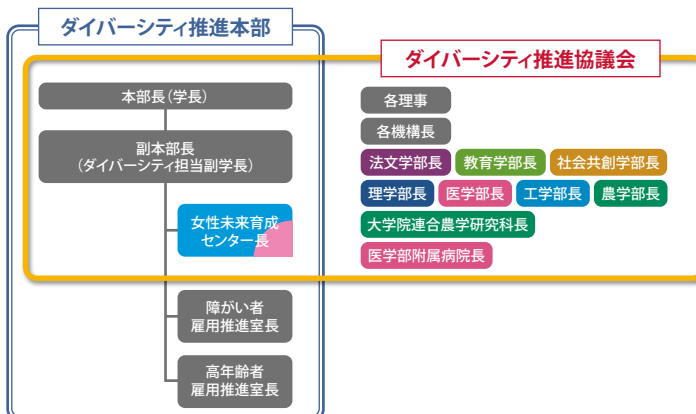 ダイバーシティ推進本部
ダイバーシティ推進協議会
本部長（学長）
副本部長
（ダイバーシティ担当副学長）
女性未来育成
センター長
障がい者
雇用推進室長
高年齢者
雇用推進室長
各理事
各機構長
法文学部長 教育学部長 社会共創学部長
理学部長 医学部長 工学部長 農学部長
大学院連合農学研究科長
医学部附属病院長